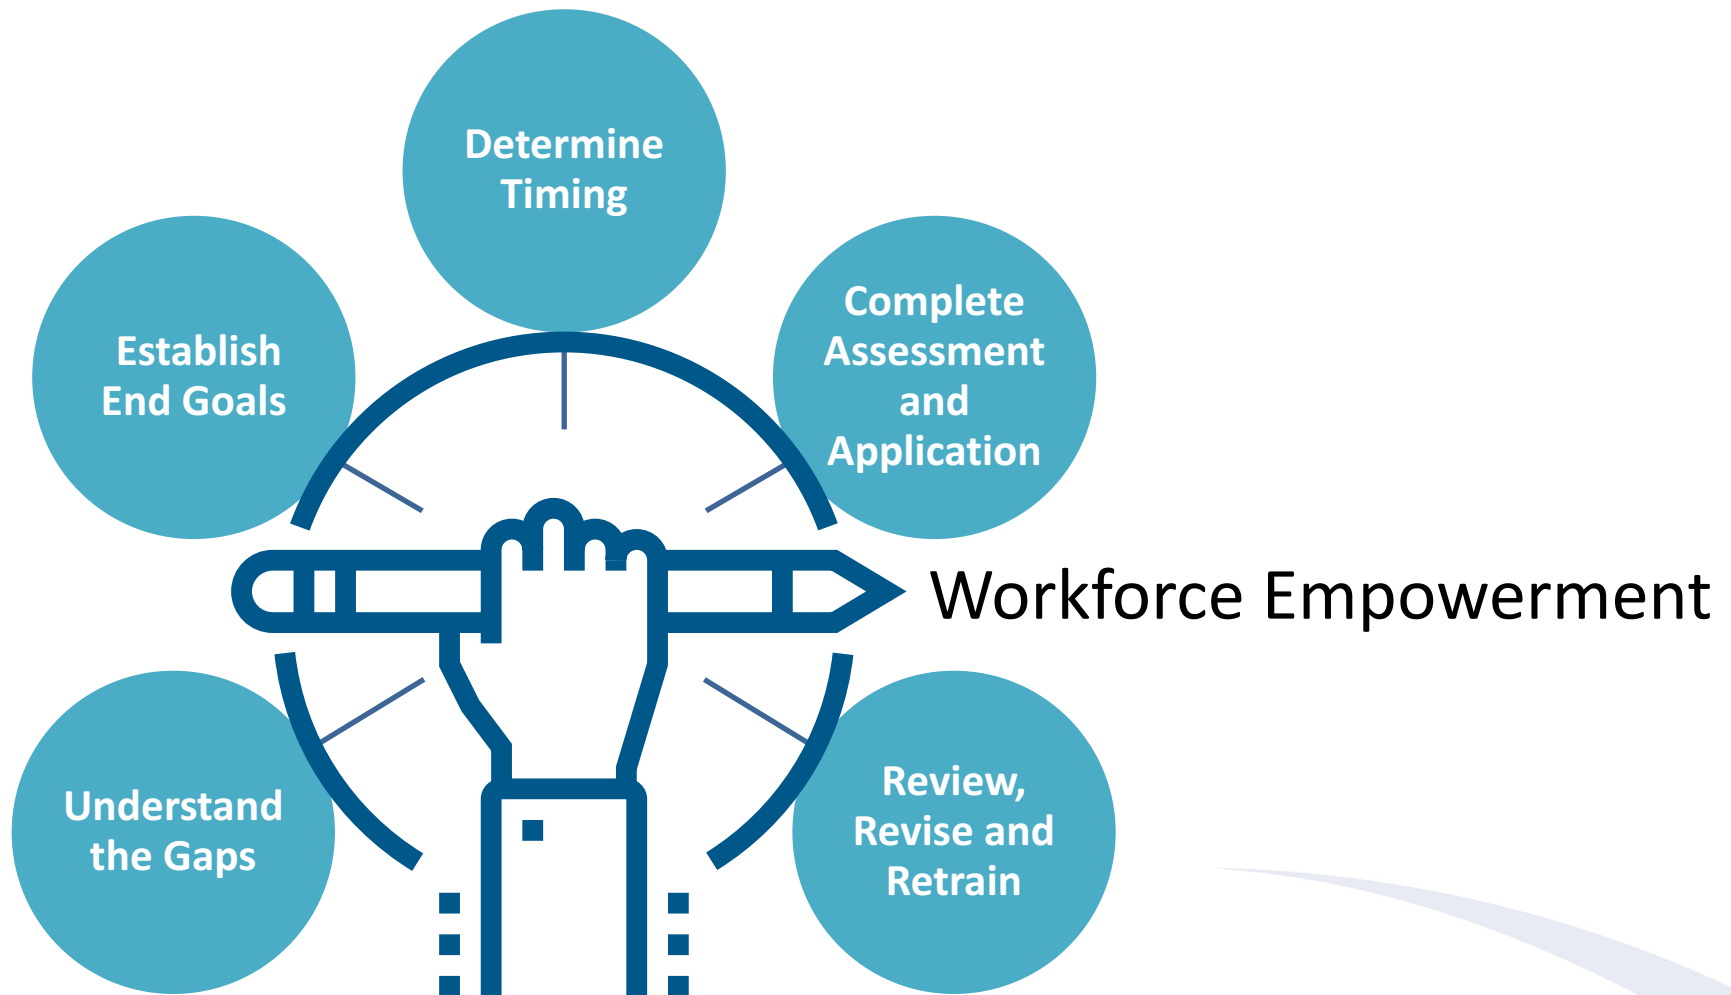 Determine
Timing
Establish
End Goals
Complete
Assessment
and
Application
Workforce Empowerment
Understand
the Gaps
Review,
Revise and
Retrain